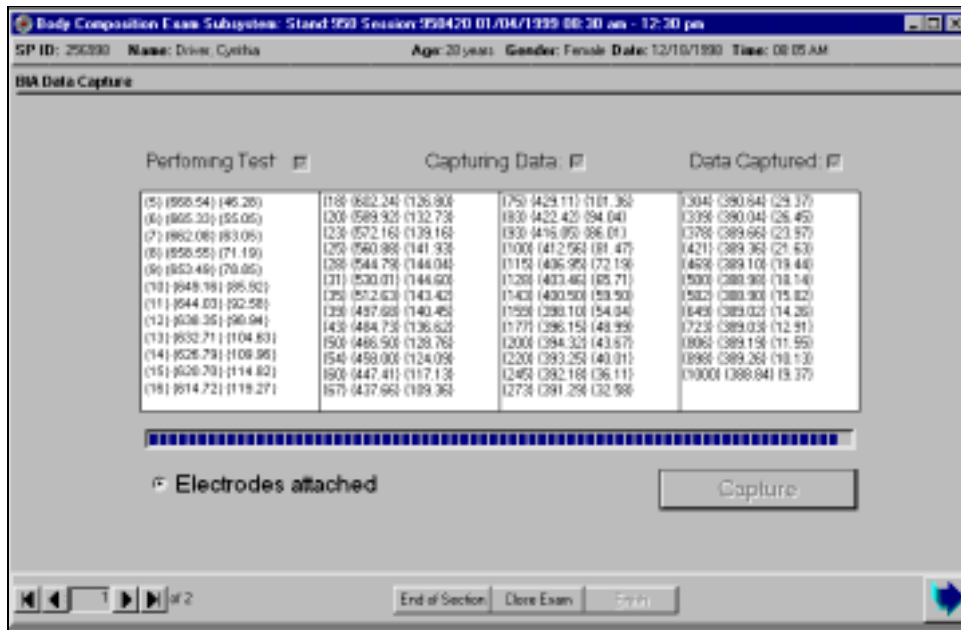 Body Composition Exam Subsystem: Stand 950 Session 950420 01/04/1999 08:30 am - 12:30 pm
SP ID: Name: Driver, Cynthia Age: 28 years Gender: Female Date: 12/18/1998 Time: 08:05 AM
BIA Data Capture
Perfoming Test Capturing Data: Data Captured:
(5) (668.54) (46.28)
(6) (665.33) (55.05)
(7) (662.08) (63.05)
(8) (658.55) (71.19)
(9) (653.49) (78.85)
(10) (649.16) (85.92)
(11) (644.03) (92.58)
(12) (638.35) (98.94)
(13) (632.71) (104.63)
(14) (626.79) (109.96)
(15) (620.70) (114.82)
(16) (614.72) (119.27)
(18) (602.24) (126.80)
(20) (589.92) (132.73)
(23) (572.16) (139.16)
(25) (560.88) (141.93)
(28) (544.79) (144.04)
(31) (530.01) (144.60)
(35) (512.63) (143.42)
(39) (497.68) (140.45)
(43) (484.73) (136.62)
(50) (466.50) (128.76)
(54) (458.00) (124.09)
(60) (447.41) (117.13)
(67) (437.66) (109.36)
(75) (429.11) (101.36)
(83) (422.42) (94.04)
(93) (416.05) (86.01)
(100) (412.56) (81.47)
(115) (406.95) (72.19)
(128) (403.46) (65.71)
(143) (400.50) (59.50)
(159) (398.10) (54.04)
(177) (396.15) (48.99)
(200) (394.32) (43.67)
(220) (393.25) (40.01)
(245) (392.18) (36.11)
(273) (391.29) (32.58)
(304) (390.64) (29.37)
(339) (390.04) (26.45)
(378) (389.66) (23.97)
(421) (389.36) (21.63)
(469) (389.10) (19.44)
(500) (388.98) (18.14)
(582) (388.90) (15.82)
(649) (389.02) (14.26)
(723) (389.03) (12.91)
(806) (389.19) (11.55)
(898) (389.26) (10.13)
(1000) (388.84) (9.37)
Electrodes attached
Capture
1 of 2 End of Section Close Exam